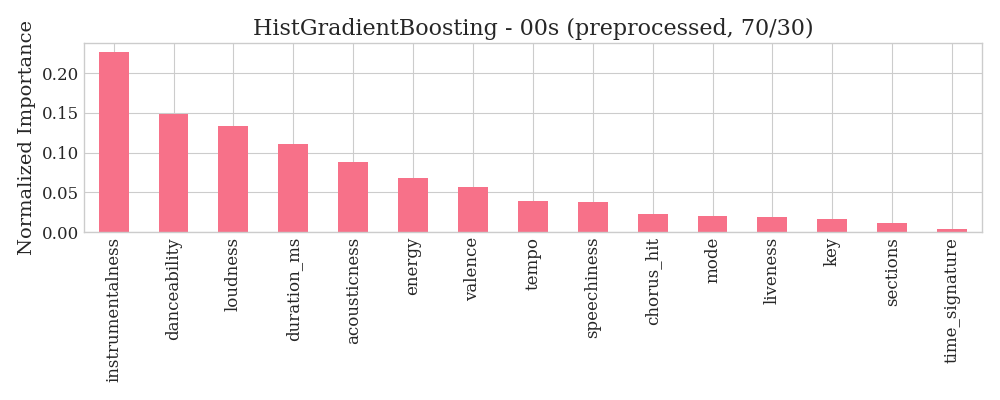 HistGradientBoosting - 00s (preprocessed, 70/30)
Normalized Importance
0.20
0.15
0.10
0.05
0.00
instrumentalness
danceability
loudness
duration_ms
acousticness
energy
valence
tempo
speechiness
chorus_hit
mode
liveness
key
sections
time_signature